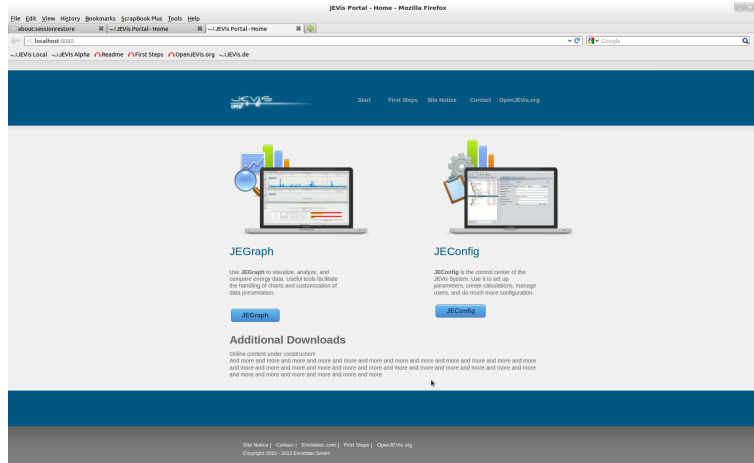 JEVis Portal - Home - Mozilla Firefox
File Edit View History Bookmarks ScrapBook Plus Tools Help
about:sessionrestore JEVis Portal - Home JEVis Portal - Home
localhost:8080 Google
JEVis Local JEVis Alpha Readme First Steps OpenJEVis.org JEVis.de
Start First Steps Site Notice Contact OpenJEVis.org
JEGraph
Use JEGraph to visualize, analyze, and
compare energy data. Useful tools facilitate
the handling of charts and customization of
data presentation.
JEGraph
JEConfig
JEConfig is the control center of the
JEVis System. Use it to set up
parameters, create calculations, manage
users, and do much more configuration.
JEConfig
Additional Downloads
Online content under construction!
And more and more and more and more and more and more and more and more and more and more and more
and more and more and more and more and more and more and more and more and more and more and more
and more and more and more and more and more and more
Site Notice | Contact | Envidatec.com | First Steps | OpenJEVis.org
Copyright 2001 - 2013 Envidatec GmbH